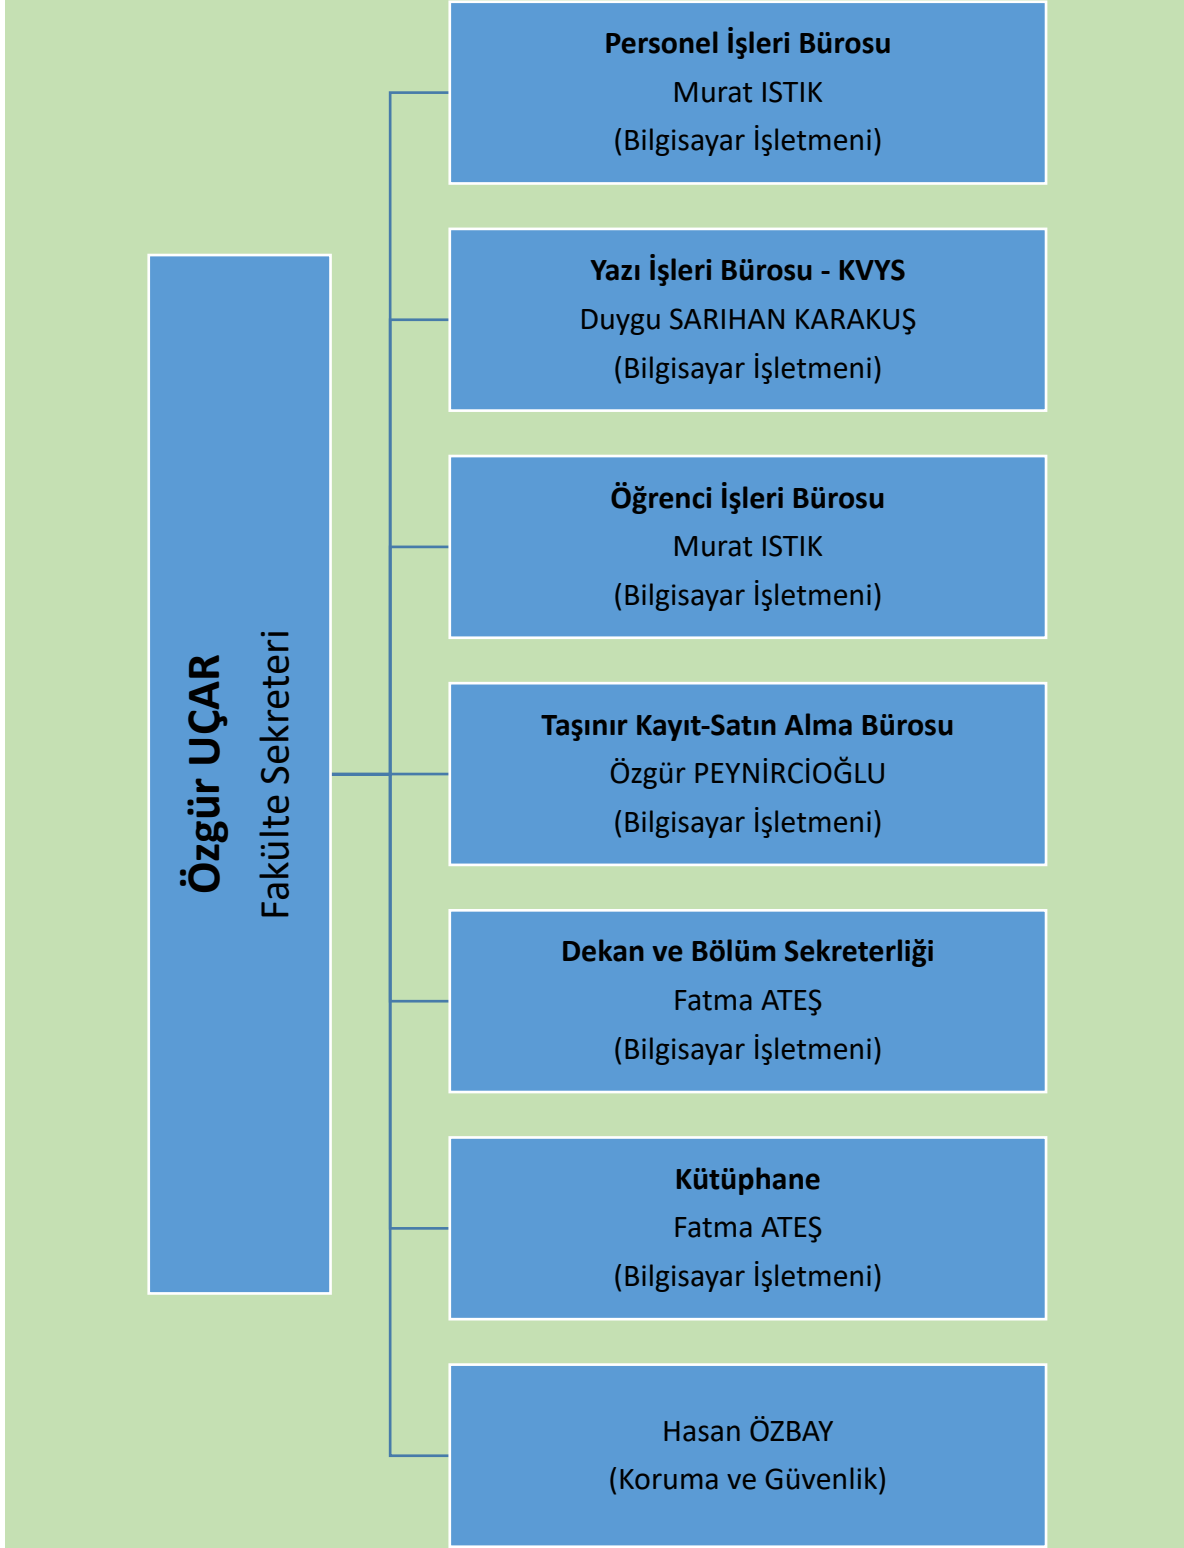 Özgür UÇAR
Fakülte Sekreteri
Personel İşleri Bürosu
Murat ISTIK
(Bilgisayar İşletmeni)
Yazı İşleri Bürosu - KVYS
Duygu SARIHAN KARAKUŞ
(Bilgisayar İşletmeni)
Öğrenci İşleri Bürosu
Murat ISTIK
(Bilgisayar İşletmeni)
Taşınır Kayıt-Satın Alma Bürosu
Özgür PEYNİRCİOĞLU
(Bilgisayar İşletmeni)
Dekan ve Bölüm Sekreterliği
Fatma ATEŞ
(Bilgisayar İşletmeni)
Kütüphane
Fatma ATEŞ
(Bilgisayar İşletmeni)
Hasan ÖZBAY
(Koruma ve Güvenlik)